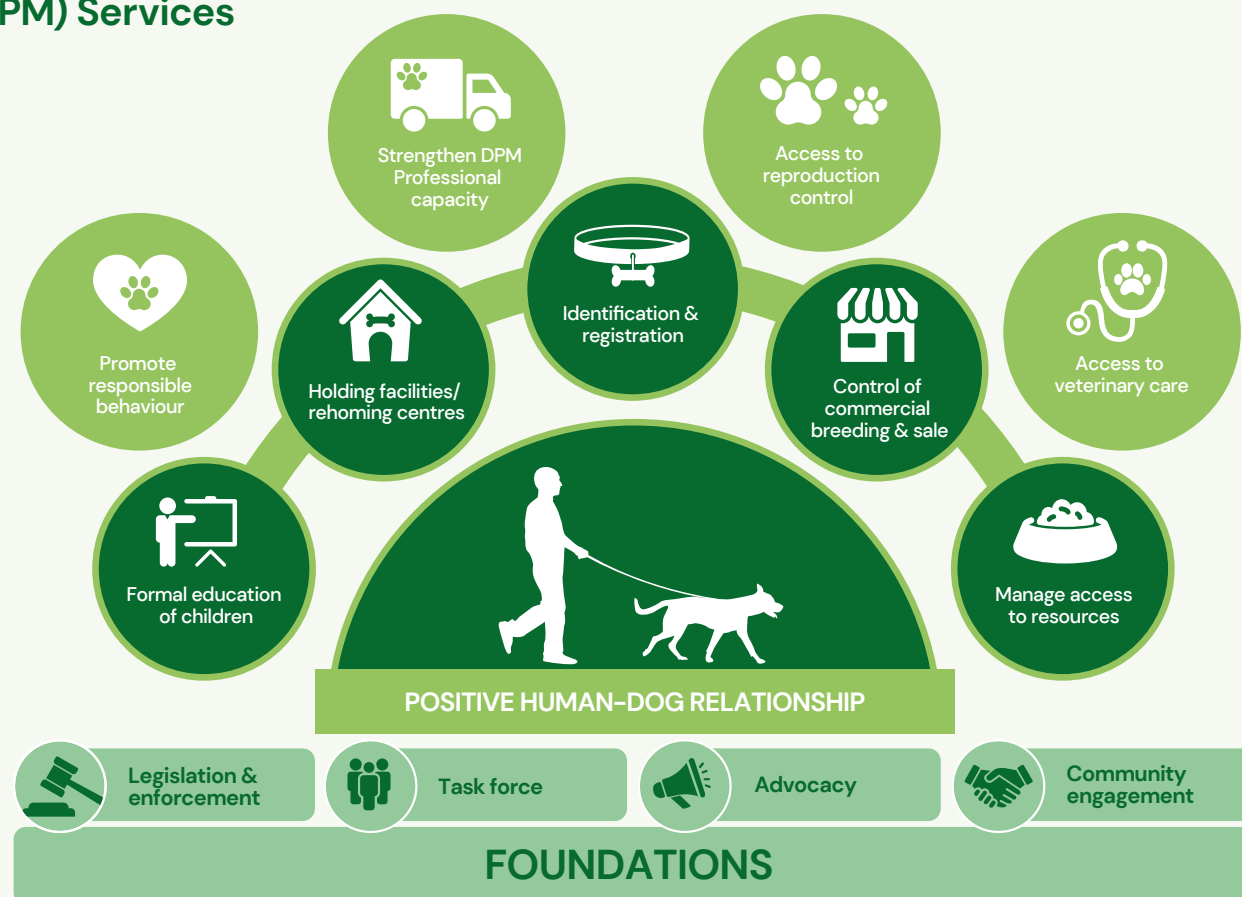 PM) Services
Strengthen DPM
Professional
capacity
Access to
reproduction
control
Promote
responsible
behaviour
Holding facilities/
rehoming centres
Identification &
registration
Control of
commercial
breeding & sale
Access to
veterinary care
Formal education
of children
Manage access
to resources
POSITIVE HUMAN-DOG RELATIONSHIP
Legislation &
enforcement
Task force
Advocacy
Community
engagement
FOUNDATIONS